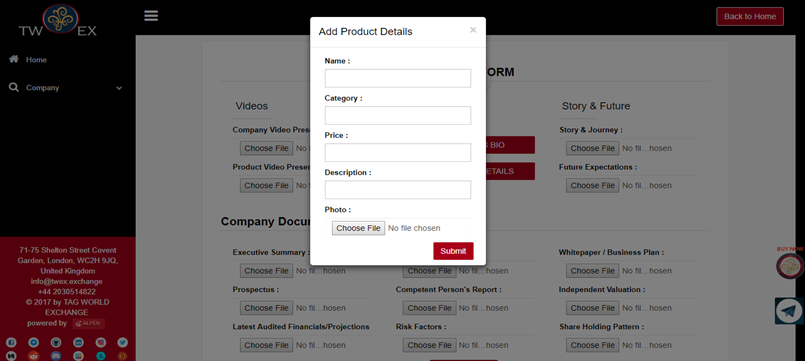 TW EX
Back to Home
Home
Company
Add Product Details ×
Name :
Category :
Price :
Description :
Photo :
Choose File No file chosen
Submit
ORM
Videos
Company Video Prese
Choose File No
Product Video Presen
Choose File No
BIO
ETAILS
Story & Future
Story & Journey :
Choose File No fil...hosen
Future Expectations :
Choose File No fil...hosen
Company Docu
Executive Summary :
Choose File No fil...hosen
Choose File No fil...hosen
Whitepaper / Business Plan :
Choose File No fil...hosen
Prospectus :
Choose File No fil...hosen
Competent Person's Report :
Choose File No fil...hosen
Independent Valuation :
Choose File No fil...hosen
Latest Audited Financials/Projections
Choose File No fil...hosen
Risk Factors :
Choose File No fil...hosen
Share Holding Pattern :
Choose File No fil...hosen
71-75 Shelton Street Covent
Garden, London, WC2H 9JQ,
United Kingdom
info@twex.exchange
+44 2030514822
© 2017 by TAG WORLD
EXCHANGE
powered by
BUY NOW